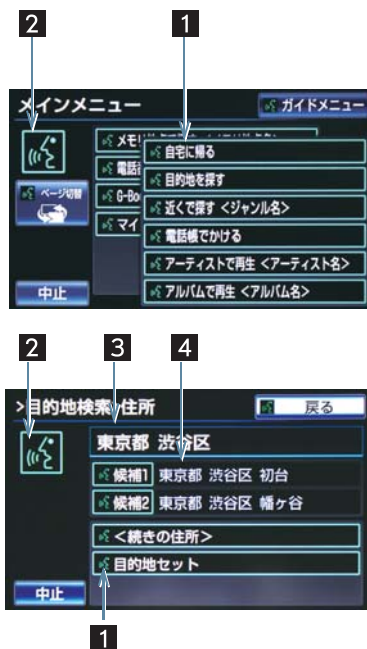 2 1
メインメニュー ガイドメニュー
メモリ
自宅に帰る
電話
目的地を探す
ページ切替
G-Bo
近くで探す <ジャンル名>
マイ
電話帳でかける
アーティストで再生 <アーティスト名>
中止
アルバムで再生 <アルバム名>
2 3 4
>目的地検索 住所 戻る
東京都 渋谷区
候補1 東京都 渋谷区 初台
候補2 東京都 渋谷区 幡ヶ谷
<続きの住所>
目的地セット
中止
1